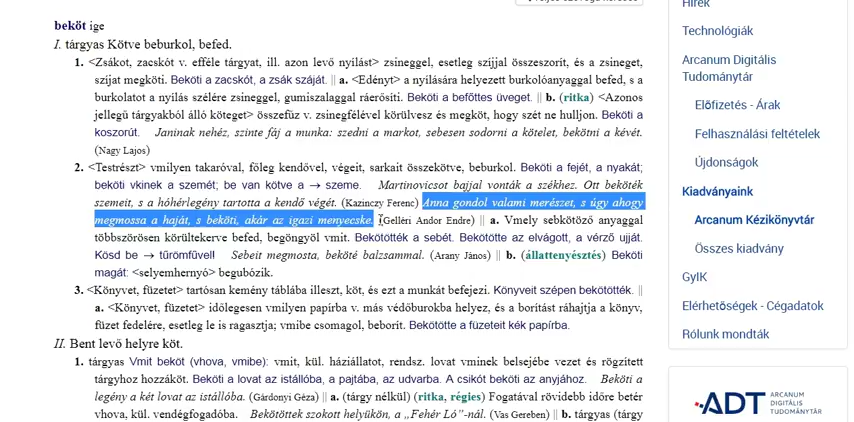 beköt ige
I. tárgyas Kötve beburkol, befed.
1. <Zsákot, zacskót v. efféle tárgyat, ill. azon levő nyílást> zsineggel, esetleg szíjjal összeszorít, és a zsineget,
szíjat megköti. Beköti a zacskót, a zsák száját. || a. <Edényt> a nyílására helyezett burkolóanyaggal befed, s a
burkolatot a nyílás szélére zsineggel, gumiszalaggal ráerősíti. Beköti a befőttes üveget. || b. (ritka) <Azonos
jellegű tárgyakból álló köteget> összefűz v. zsinegfélével körülvesz és megköt, hogy szét ne hulljon. Beköti a
koszorút. Janinak nehéz, szinte fáj a munka: szedni a markot, sebesen sodorni a kötelet, bekötni a kévét.
(Nagy Lajos)
2. <Testrészt> vmilyen takaróval, főleg kendővel, végeit, sarkait összekötve, beburkol. Beköti a fejét, a nyakát;
beköti vkinek a szemét; be van kötve a → szeme. Martinovicsot bajjal vonták a székhez. Ott beköték
szemeit, s a hóhérlegény tartotta a kendő végét. (Kazinczy Ferenc) Anna gondol valami merészet, s úgy ahogy
megmossa a haját, s beköti, akár az igazi menyecske. (Gelléri Andor Endre) || a. Vmely sebkötöző anyaggal
többszörösen körültekerve befed, begöngyöl vmit. Bekötötték a sebét. Bekötötte az elvágott, a vérző ujját.
Kösd be → tűrömfűvel! Sebeit megmosta, beköté balzsammal. (Arany János) || b. (állattenyésztés) Beköti
magát: <selyemhernyó> begubózik.
3. <Könyvet, füzetet> tartósan kemény táblába illeszt, köt, és ezt a munkát befejezi. Könyveit szépen bekötötték. ||
a. <Könyvet, füzetet> időlegesen vmilyen papírba v. más védőburokba helyez, és a borítást ráhajtja a könyv,
füzet fedelére, esetleg le is ragasztja; vmibe csomagol, beborít. Bekötötte a füzeteit kék papírba.
II. Bent levő helyre köt.
1. tárgyas Vmit beköt (vhova, vmibe): vmit, kül. háziállatot, rendsz. lovat vminek belsejébe vezet és rögzített
tárgyhoz hozzáköt. Beköti a lovat az istállóba, a pajtába, az udvarba. A csikót beköti az anyjához. Beköti a
legény a két lovat az istállóba. (Gárdonyi Géza) || a. (tárgy nélkül) (ritka, régies) Fogatával rövidebb időre betér
vhova, kül. vendégfogadóba. Bekötöttek szokott helyükön, a „Fehér Ló”-nál. (Vas Gereben) || b. tárgyas (tárgy
Hírek
Technológiák
Arcanum Digitális
Tudománytár
Előfizetés - Árak
Felhasználási feltételek
Újdonságok
Kiadványaink
Arcanum Kézikönyvtár
Összes kiadvány
GyIK
Elérhetőségek - Cégadatok
Rólunk mondták
ADT ARCANUM
DIGITÁLIS
TUDOMÁNYTÁR